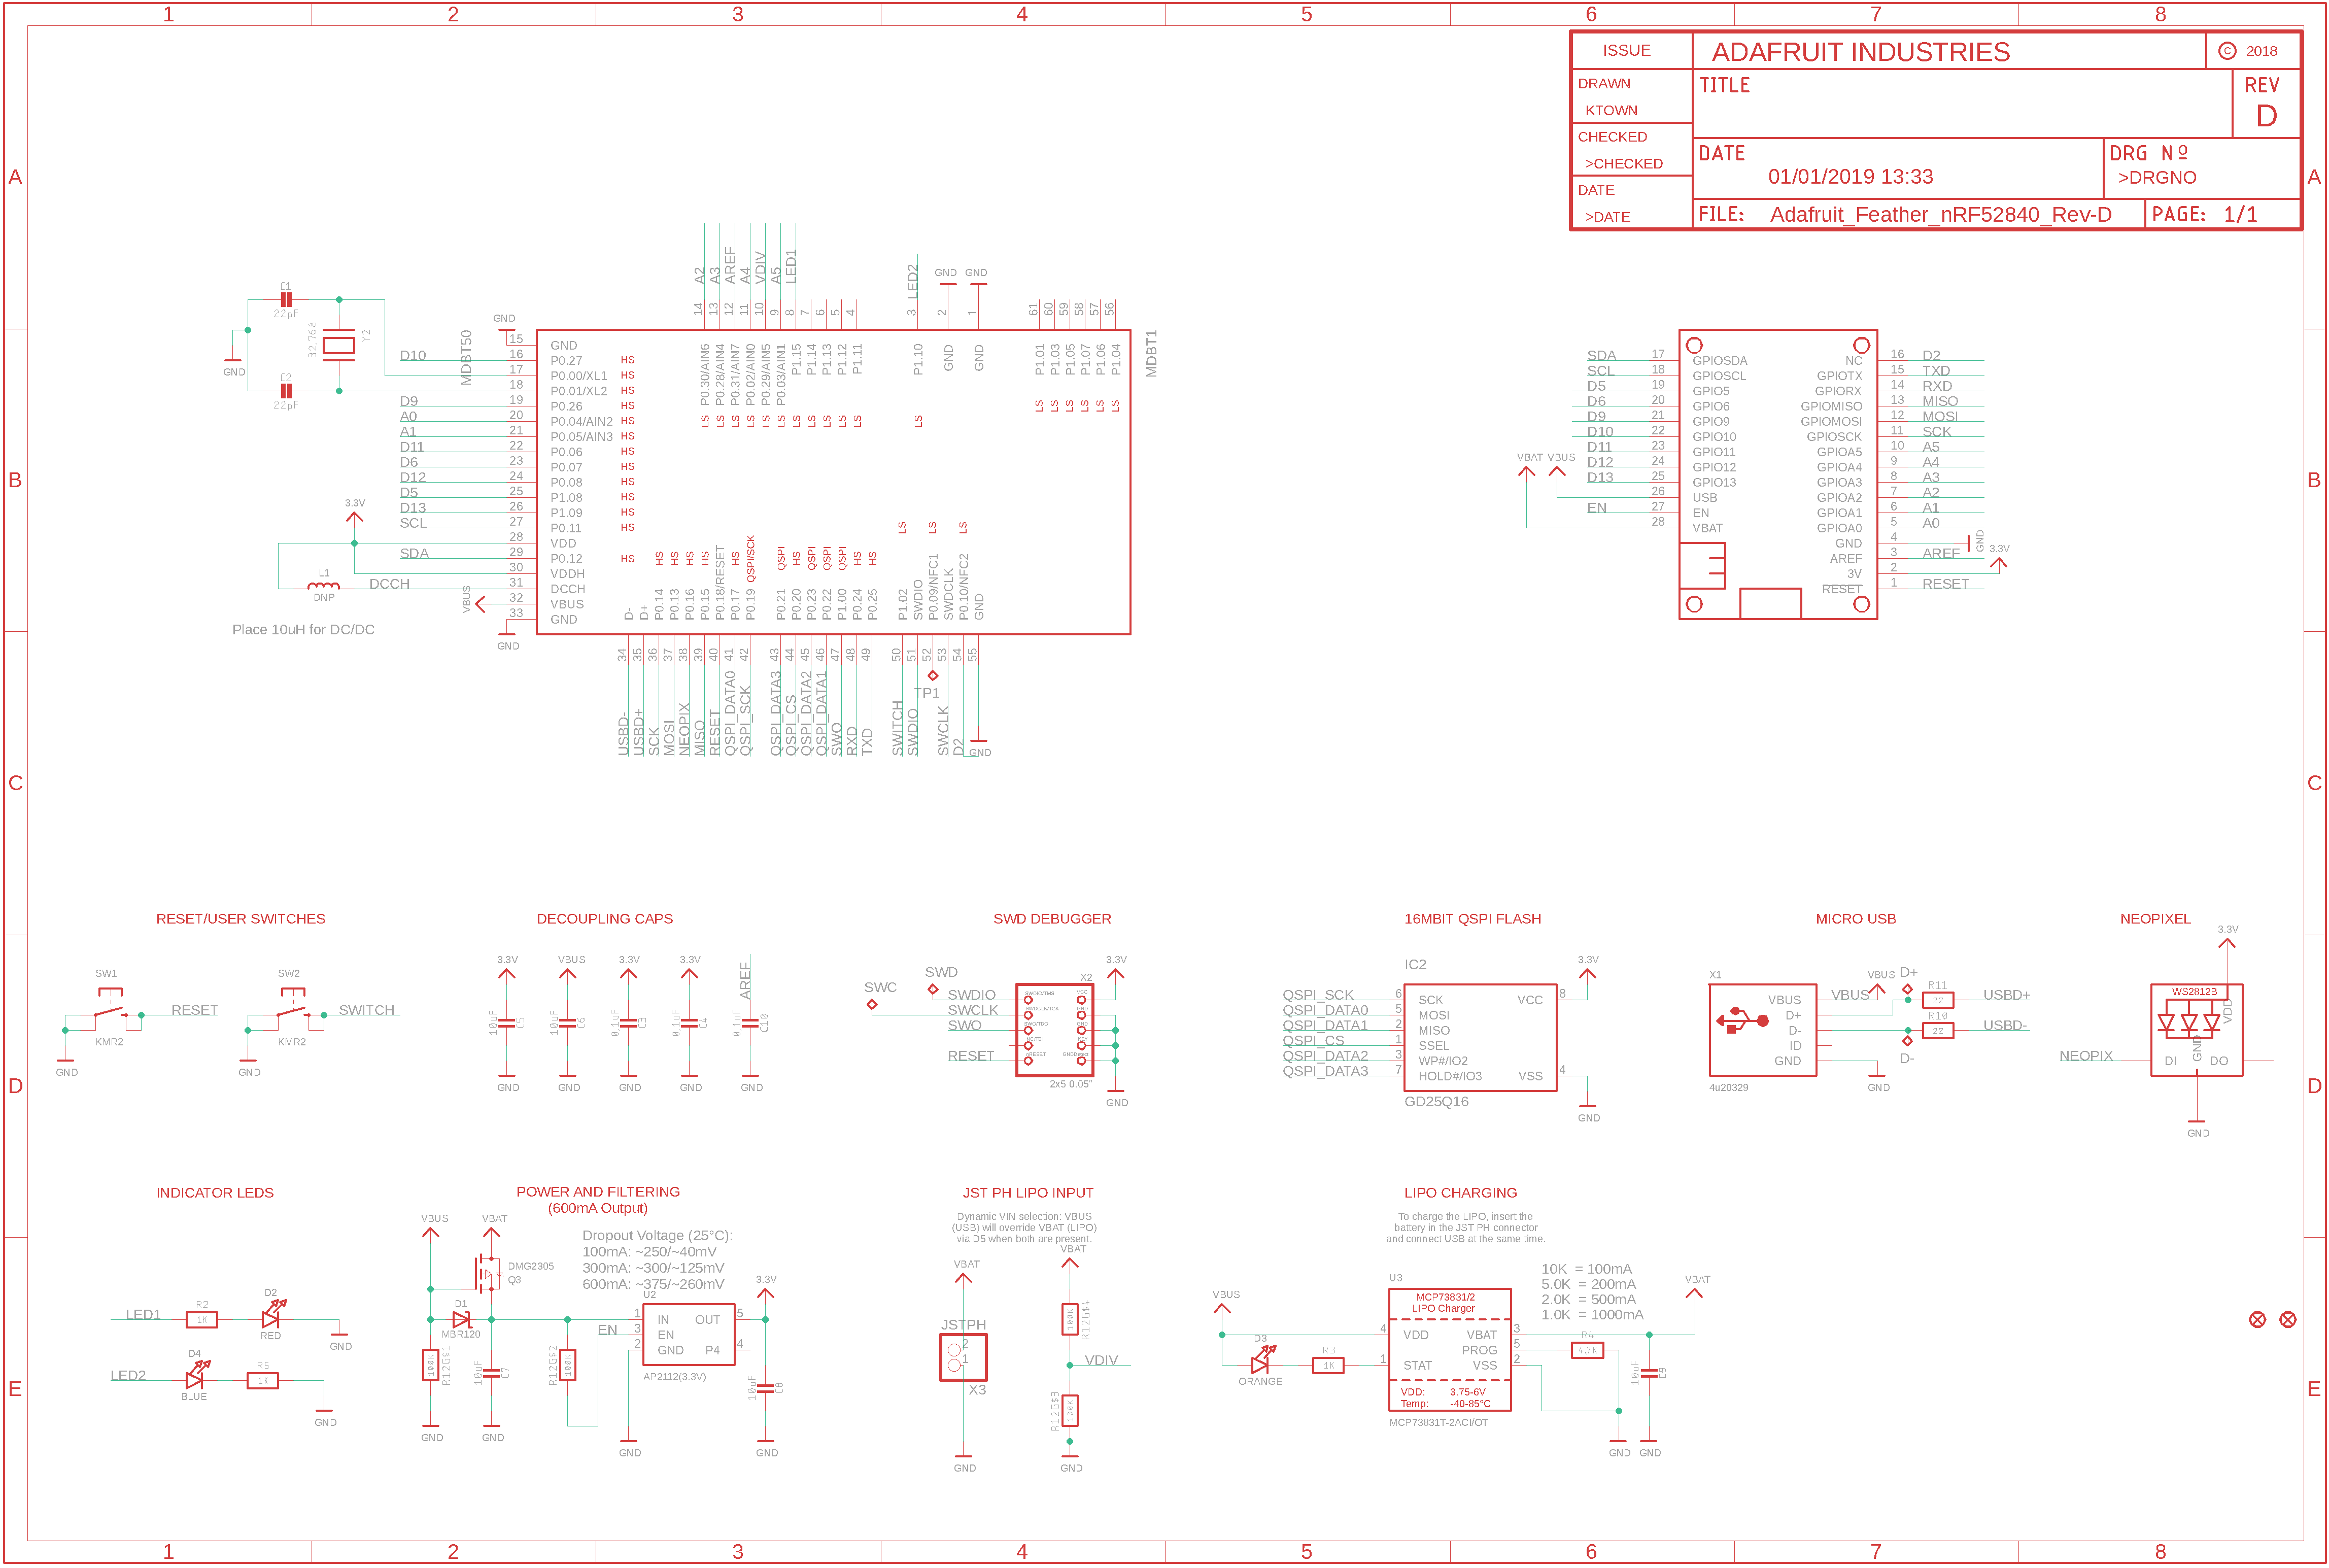 1 2 3 4 5 6 7 8
A
B
C
D
E
A
B
C
D
E
1 2 3 4 5 6 7 8
ISSUE
ADAFRUIT INDUSTRIES
© 2018
DRAWN
KTOWN
CHECKED
>CHECKED
DATE
>DATE
TITLE
REV
D
DATE
01/01/2019 13:33
DRG Nº
>DRGNO
FILE: Adafruit_Feather_nRF52840_Rev-D
PAGE: 1/1
C1
22pF
32.768
Y2
C2
22pF
GND
MDBT50
MDBT1
A2 14 P0.30/AIN6 LS
A3 13 P0.28/AIN4 LS
AREF 12 P0.31/AIN7 LS
A4 11 P0.02/AIN0 LS
VDIV 10 P0.29/AIN5 LS
A5 9 P0.03/AIN1 LS
LED1 8 P1.15 LS
7 P1.14 LS
6 P1.13 LS
5 P1.12 LS
4 P1.11 LS
LED2 3 P1.10 LS
GND 2 GND
GND 1 GND
61 P1.01 LS
60 P1.03 LS
59 P1.05 LS
58 P1.07 LS
57 P1.06 LS
56 P1.04 LS
GND 15 GND
D10 16 P0.27 HS
17 P0.00/XL1 HS
18 P0.01/XL2 HS
D9 19 P0.26 HS
A0 20 P0.04/AIN2 HS
A1 21 P0.05/AIN3 HS
D11 22 P0.06 HS
D6 23 P0.07 HS
D12 24 P0.08 HS
D5 25 P1.08 HS
D13 26 P1.09 HS
SCL 27 P0.11 HS
3.3V
28 VDD
SDA 29 P0.12 HS
30 VDDH
L1
DNP
DCCH 31 DCCH
VBUS 32 VBUS
33 GND
GND
Place 10uH for DC/DC
D- 34 USBD-
D+ 35 USBD+
HS P0.14 36 SCK
HS P0.13 37 MOSI
HS P0.16 38 NEOPIX
HS P0.15 39 MISO
P0.18/RESET 40 RESET
HS P0.17 41 QSPI_DATA0
QSPI/SCK P0.19 42 QSPI_SCK
QSPI P0.21 43 QSPI_DATA3
HS P0.20 44 QSPI_CS
QSPI P0.23 45 QSPI_DATA2
QSPI P0.22 46 QSPI_DATA1
QSPI P1.00 47 SWO
HS P0.24 48 RXD
HS P0.25 49 TXD
LS P1.02 50 SWITCH
SWDIO 51 SWDIO
LS P0.09/NFC1 52 TP1
SWDCLK 53 SWCLK
LS P0.10/NFC2 54 D2
GND 55 GND
SDA 17 GPIOSDA
SCL 18 GPIOSCL
D5 19 GPIO5
D6 20 GPIO6
D9 21 GPIO9
D10 22 GPIO10
D11 23 GPIO11
D12 24 GPIO12
D13 25 GPIO13
VBAT VBUS
26 USB
EN 27 EN
28 VBAT
NC 16 D2
GPIOTX 15 TXD
GPIORX 14 RXD
GPIOMISO 13 MISO
GPIOMOSI 12 MOSI
GPIOSCK 11 SCK
GPIOA5 10 A5
GPIOA4 9 A4
GPIOA3 8 A3
GPIOA2 7 A2
GPIOA1 6 A1
GPIOA0 5 A0
GND 4 GND
AREF 3 AREF
3V 2 3.3V
RESET 1 RESET
RESET/USER SWITCHES
SW1
RESET
KMR2
GND
SW2
SWITCH
KMR2
GND
DECOUPLING CAPS
3.3V 10uF C5 GND
VBUS 10uF C6 GND
3.3V 0.1uF C3 GND
3.3V 0.1uF C4 GND
AREF 0.1uF C10 GND
SWD DEBUGGER
SWC
SWD
X2
3.3V
SWDIO SWDIO/TMS VCC
SWCLK SWDCLK/TCK GND
SWO SWO/TDO GND
NC/TDI KEY
RESET nRESET GNDDetect
2x5 0.05"
GND
16MBIT QSPI FLASH
IC2
3.3V
QSPI_SCK 6 SCK VCC 8
QSPI_DATA0 5 MOSI
QSPI_DATA1 2 MISO
QSPI_CS 1 SSEL
QSPI_DATA2 3 WP#/IO2
QSPI_DATA3 7 HOLD#/IO3 VSS 4
GD25Q16
GND
MICRO USB
X1
VBUS D+
VBUS VBUS R11 22 USBD+
D+
D- R10 22 USBD-
ID
GND
D-
4u20329
GND
NEOPIXEL
3.3V
WS2812B
VDD
GND
NEOPIX DI DO
GND
INDICATOR LEDS
LED1 R2 1K D2 RED GND
LED2 D4 BLUE R5 1K GND
POWER AND FILTERING
(600mA Output)
VBUS VBAT
Dropout Voltage (25°C):
100mA: ~250/~40mV
300mA: ~300/~125mV
600mA: ~375/~260mV
DMG2305
Q3
D1
MBR120
U2
3.3V
1 IN OUT 5
EN 3 EN
2 GND P4 4
AP2112(3.3V)
100K R12G$1
10uF C7
R12G$2 100K
10uF C8
GND GND GND GND
JST PH LIPO INPUT
Dynamic VIN selection: VBUS
(USB) will override VBAT (LIPO)
via D5 when both are present.
VBAT
VBAT
JSTPH
2
1
X3
GND
100K R12G$4
VDIV
R12G$3 100K
GND
LIPO CHARGING
To charge the LIPO, insert the
battery in the JST PH connector
and connect USB at the same time.
10K = 100mA
5.0K = 200mA
2.0K = 500mA
1.0K = 1000mA
U3
VBUS
VBAT
MCP73831/2
LIPO Charger
4 VDD VBAT 3
PROG 5
1 STAT VSS 2
VDD: 3.75-6V
Temp: -40-85°C
MCP73831T-2ACI/OT
D3
ORANGE
R3
1K
R4
4.7K
10uF C9
GND GND